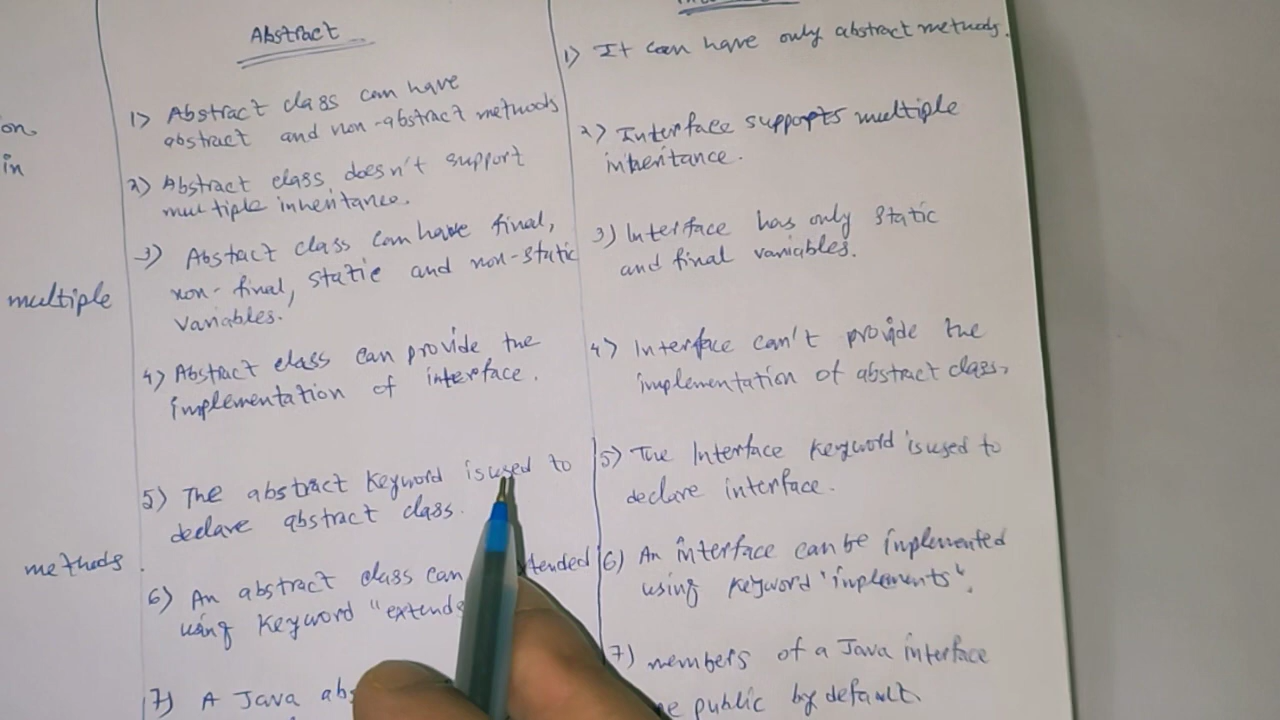 on
in
multiple
methods.
Abstract
1) Abstract class can have
abstract and non-abstract methods
2) Abstract class doesn't support
multiple inheritance.
3) Abstact class can have final,
non-final, static and non-static
variables.
4) Abstract class can provide the
implementation of interface.
5) The abstract keyword is used to
declare abstract class.
6) An abstract class can tended
using keyword "extend
7) A Java abs
1) It can have only abstract methods.
2) Interface supports multiple
inheritance.
3) Interface has only static
and final variables.
4) Interface can't provide the
implementation of abstract class.
5) The Interface keyword is used to
declare interface.
6) An interface can be implemented
using keyword "implements".
7) members of a Java interface
e public by default.